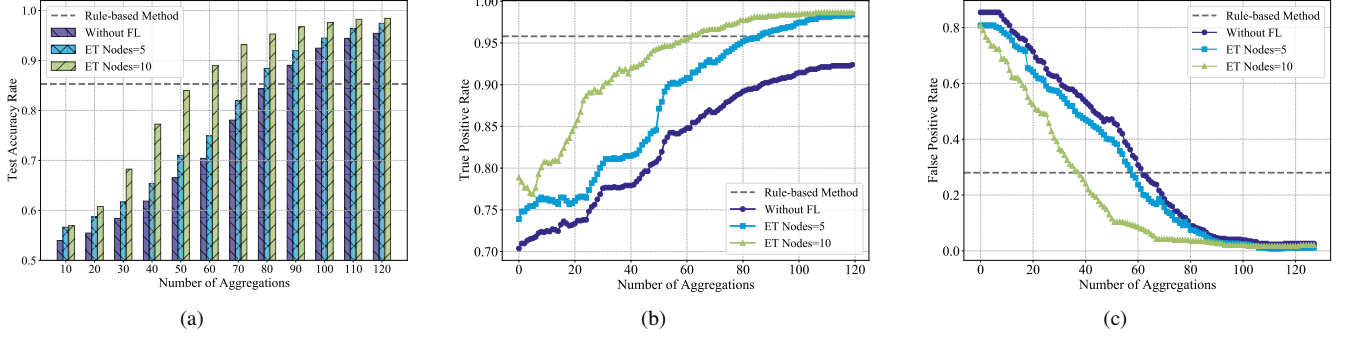 Test Accuracy Rate
1.0
0.9
0.8
0.7
0.6
0.5
Rule-based Method
Without FL
ET Nodes=5
ET Nodes=10
10 20 30 40 50 60 70 80 90 100 110 120
Number of Aggregations
(a)
True Positive Rate
1.00
0.95
0.90
0.85
0.80
0.75
0.70
Rule-based Method
Without FL
ET Nodes=5
ET Nodes=10
0 20 40 60 80 100 120
Number of Aggregations
(b)
False Positive Rate
0.8
0.6
0.4
0.2
0.0
Rule-based Method
Without FL
ET Nodes=5
ET Nodes=10
0 20 40 60 80 100 120
Number of Aggregations
(c)